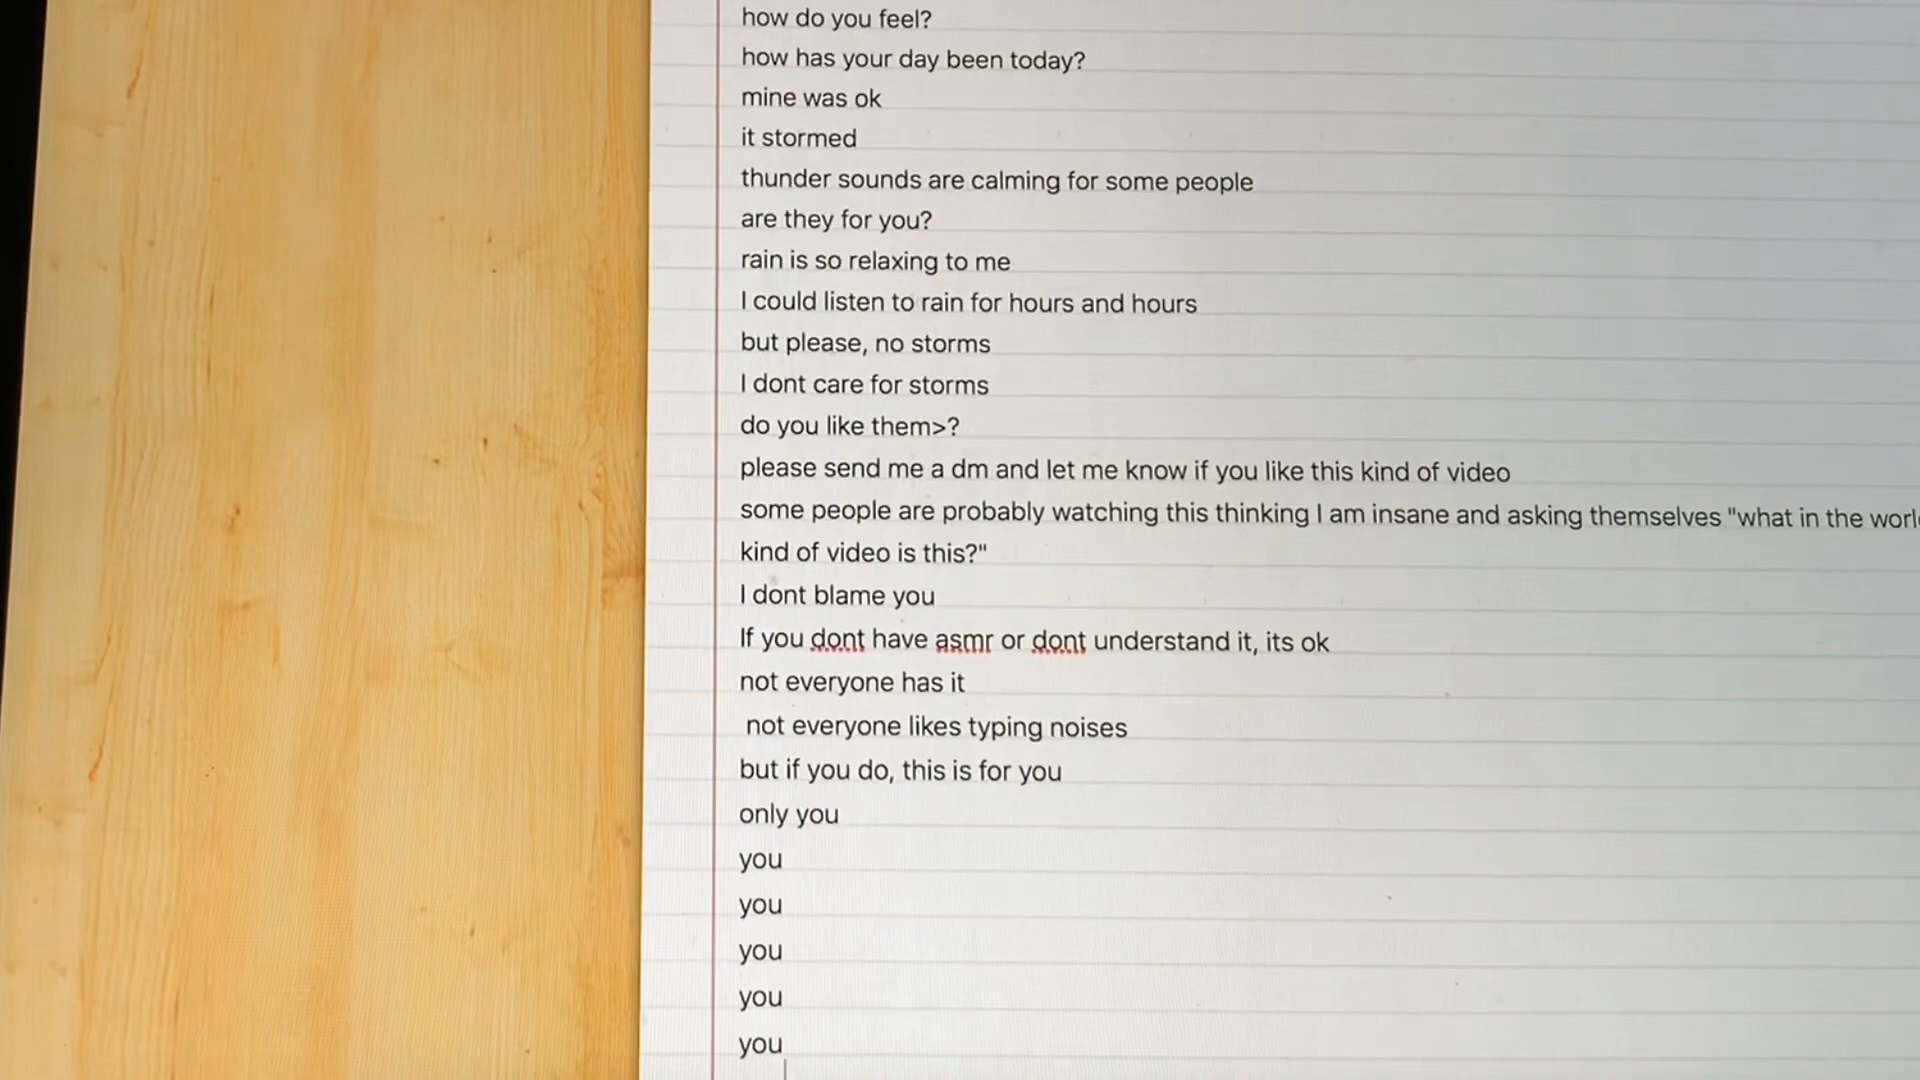 how do you feel?
how has your day been today?
mine was ok
it stormed
thunder sounds are calming for some people
are they for you?
rain is so relaxing to me
I could listen to rain for hours and hours
but please, no storms
I dont care for storms
do you like them>?
please send me a dm and let me know if you like this kind of video
some people are probably watching this thinking I am insane and asking themselves "what in the
kind of video is this?"
I dont blame you
If you dont have asmr or dont understand it, its ok
not everyone has it
not everyone likes typing noises
but if you do, this is for you
only you
you
you
you
you
you